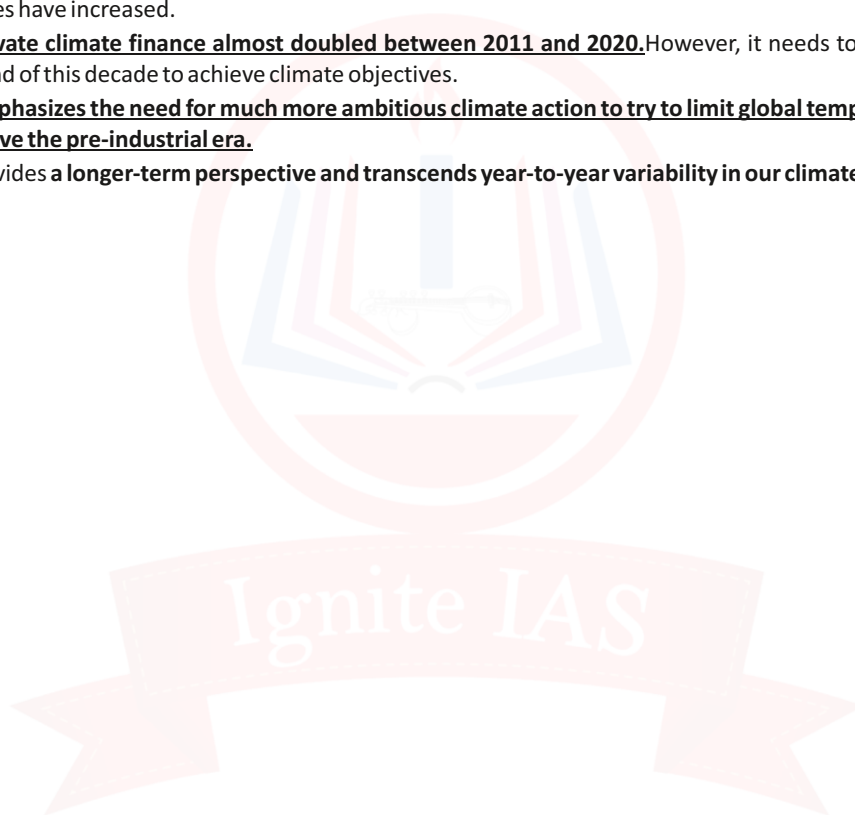 es have increased.
vate climate finance almost doubled between 2011 and 2020.However, it needs to
d of this decade to achieve climate objectives.
phasizes the need for much more ambitious climate action to try to limit global temp
ve the pre-industrial era.
vides a longer-term perspective and transcends year-to-year variability in our climate
Ignite IAS